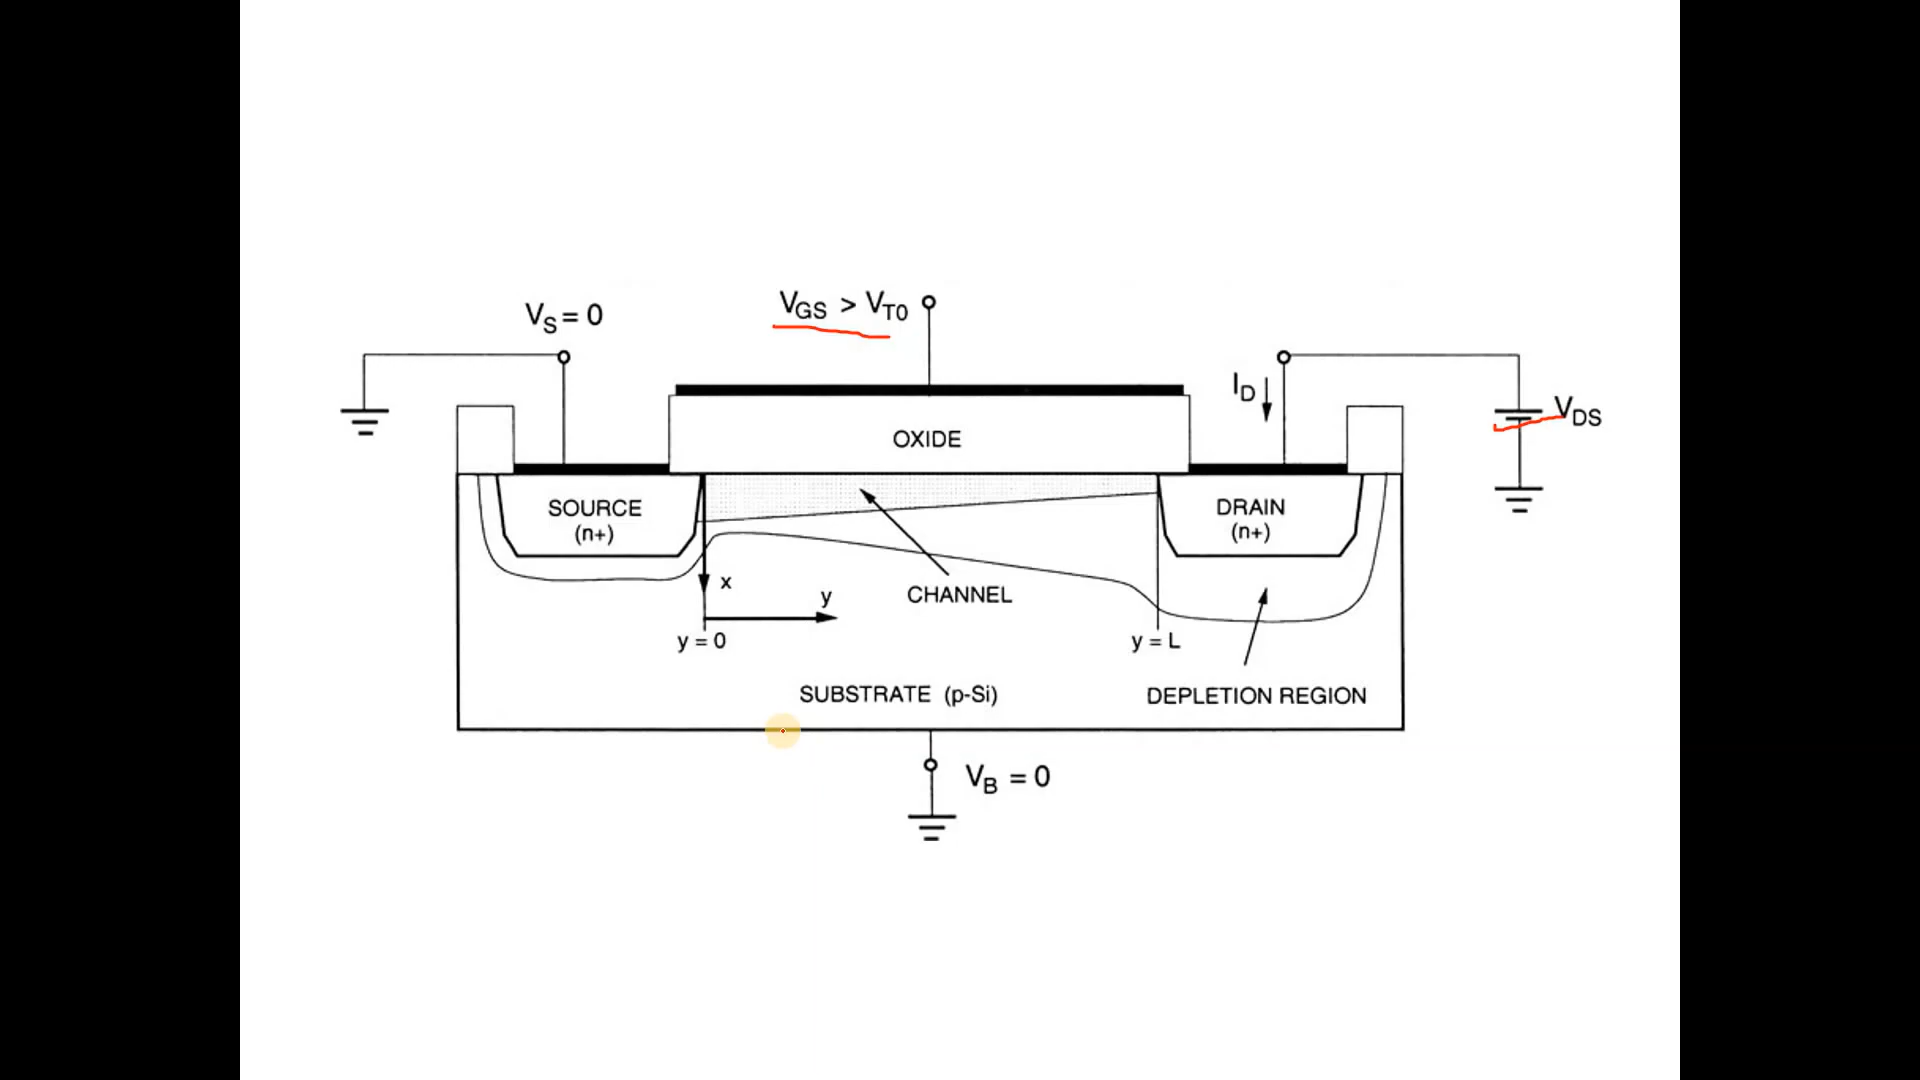 V_GS > V_T0
V_S = 0
I_D
V_DS
OXIDE
SOURCE
(n+)
DRAIN
(n+)
x
y
CHANNEL
y = 0
y = L
SUBSTRATE (p-Si)
DEPLETION REGION
V_B = 0